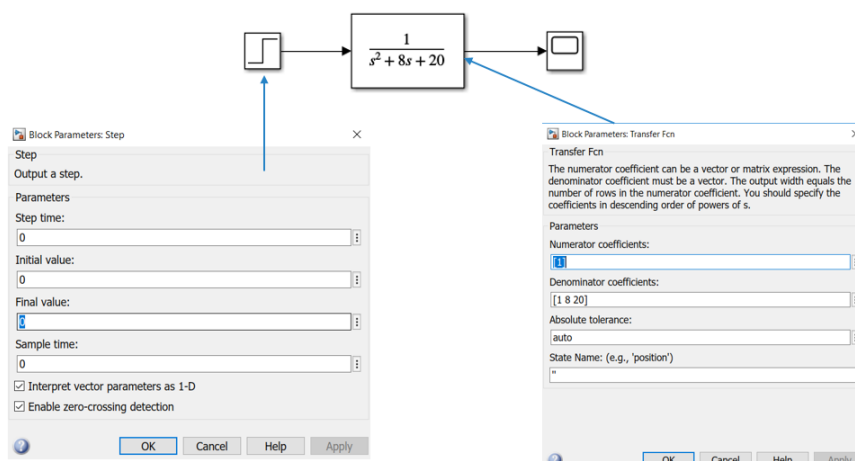 1
s² + 8s + 20
Block Parameters: Step
Step
Output a step.
Parameters
Step time:
0
Initial value:
0
Final value:
0
Sample time:
0
Interpret vector parameters as 1-D
Enable zero-crossing detection
OK Cancel Help Apply
Block Parameters: Transfer Fcn
Transfer Fcn
The numerator coefficient can be a vector or matrix expression. The
denominator coefficient must be a vector. The output width equals the
number of rows in the numerator coefficient. You should specify the
coefficients in descending order of powers of s.
Parameters
Numerator coefficients:
[1]
Denominator coefficients:
[1 8 20]
Absolute tolerance:
auto
State Name: (e.g., 'position')
''
OK Cancel Help Apply